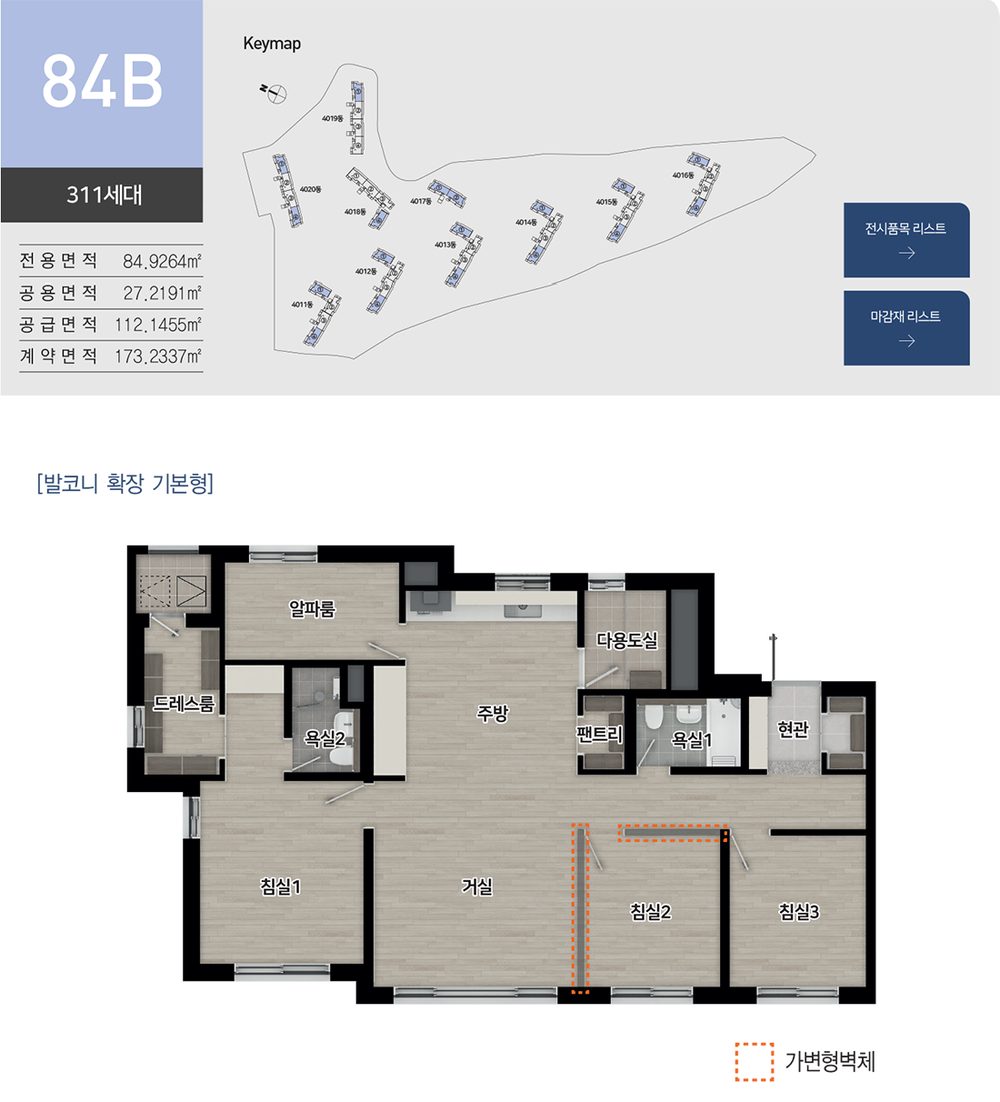 84B
311세대
전용면적 84.9264㎡
공용면적 27.2191㎡
공급면적 112.1455㎡
계약면적 173.2337㎡
Keymap
N
4019동
4020동
4018동
4017동
4016동
4015동
4014동
4013동
4012동
4011동
전시품목 리스트
→
마감재 리스트
→
[발코니 확장 기본형]
알파룸
다용도실
드레스룸
욕실2
주방
팬트리
욕실1
현관
침실1
거실
침실2
침실3
가변형벽체